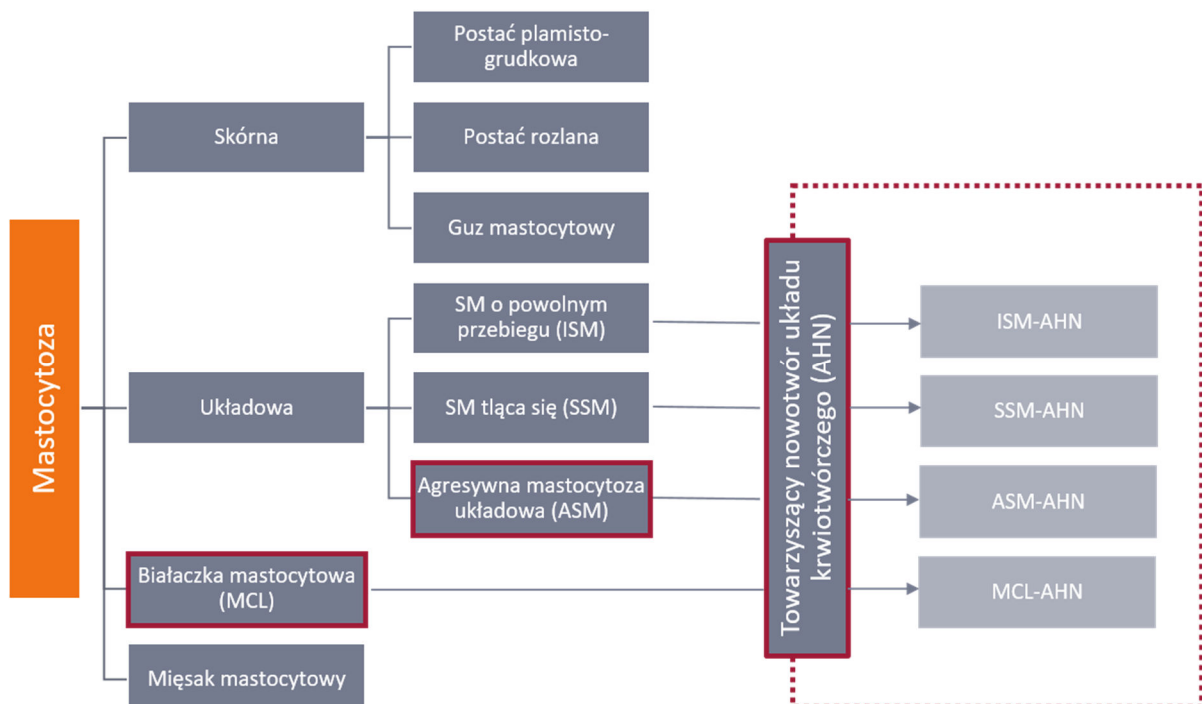 Mastocytoza
Skórna
Postać plamisto-
grudkowa
Postać rozlana
Guz mastocytowy
Układowa
SM o powolnym
przebiegu (ISM)
SM tląca się (SSM)
Agresywna mastocytoza
układowa (ASM)
Białaczka mastocytowa
(MCL)
Mięsak mastocytowy
Towarzyszący nowotwór układu
krwiotwórczego (AHN)
ISM-AHN
SSM-AHN
ASM-AHN
MCL-AHN